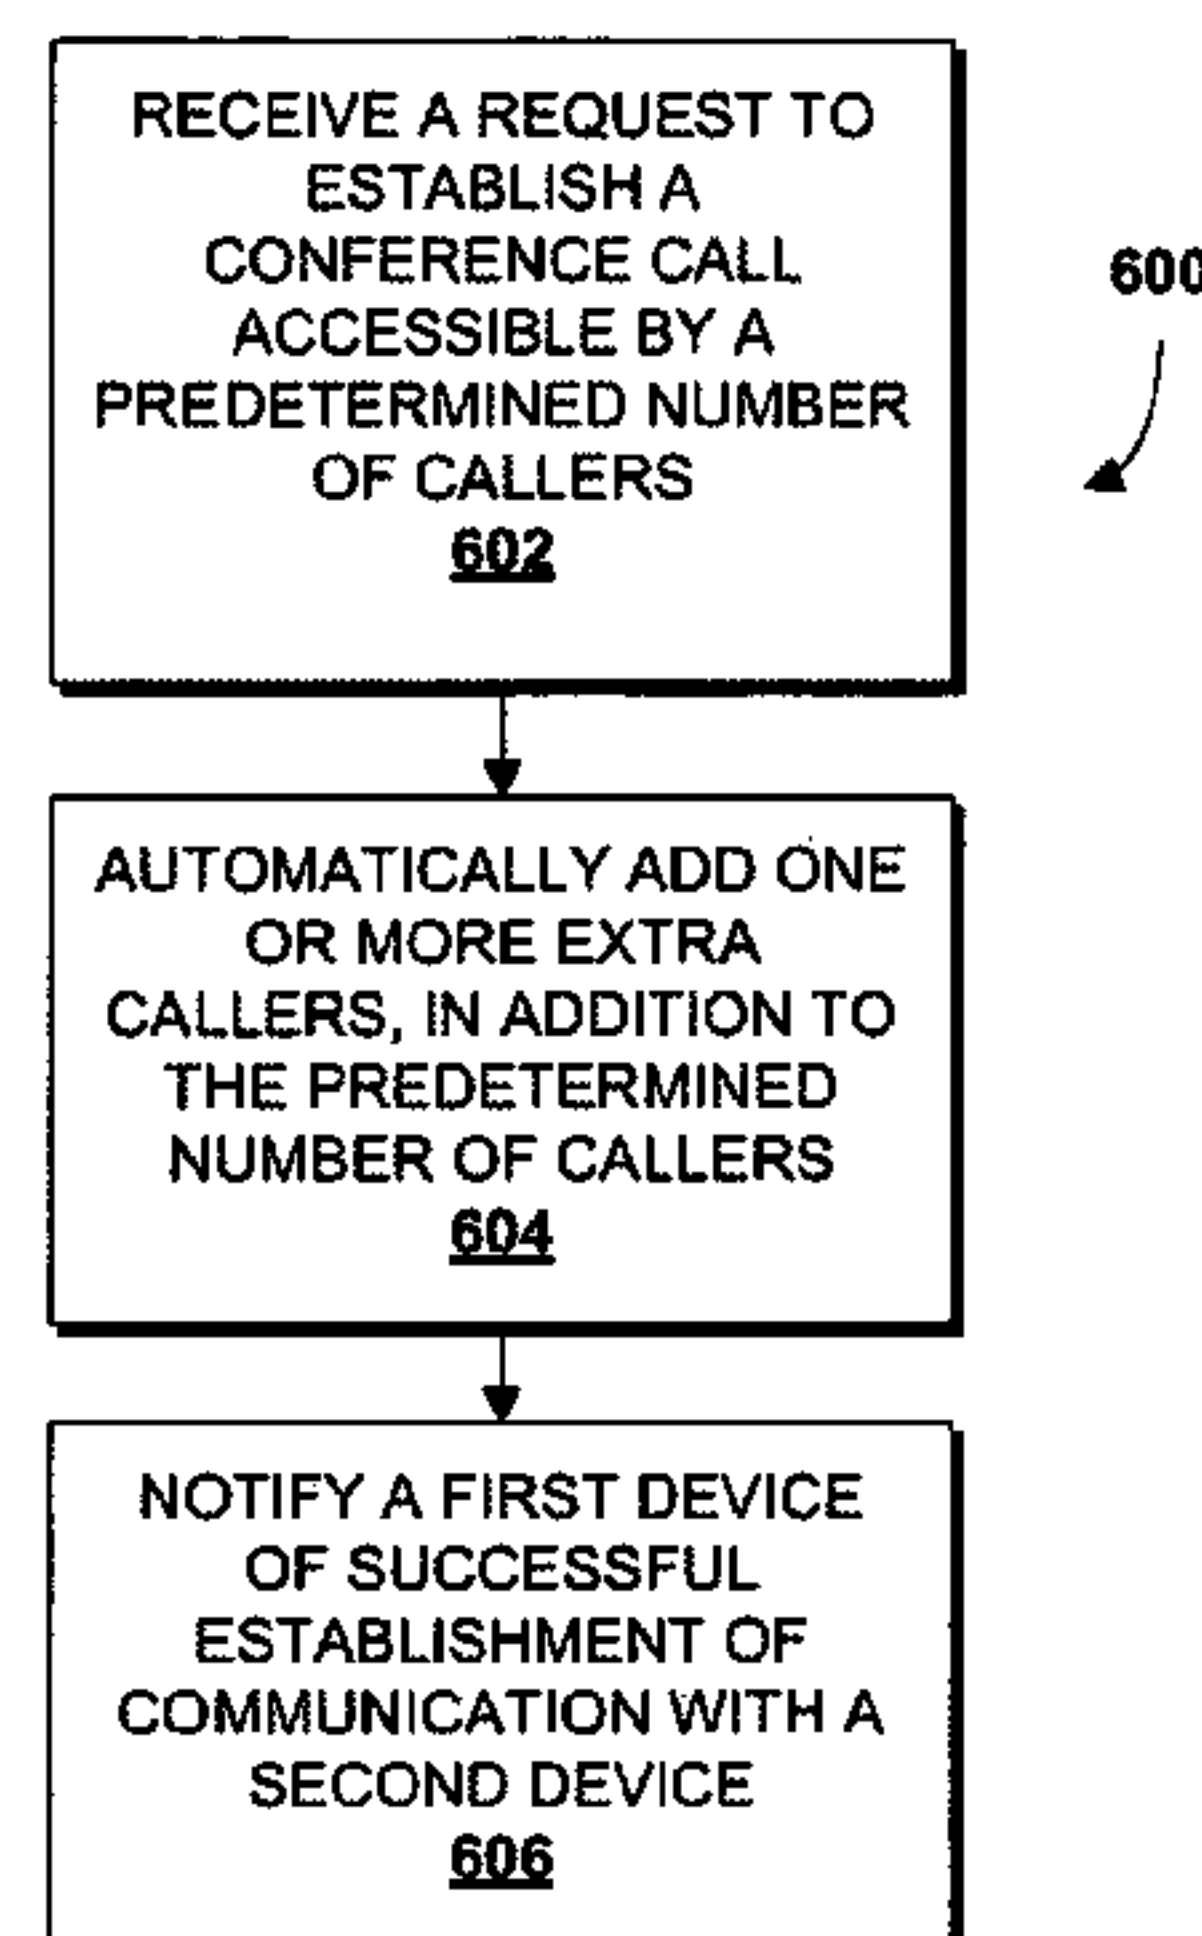 RECEIVE A REQUEST TO
ESTABLISH A
CONFERENCE CALL
ACCESSIBLE BY A
PREDETERMINED NUMBER
OF CALLERS
602
600
AUTOMATICALLY ADD ONE
OR MORE EXTRA
CALLERS, IN ADDITION TO
THE PREDETERMINED
NUMBER OF CALLERS
604
NOTIFY A FIRST DEVICE
OF SUCCESSFUL
ESTABLISHMENT OF
COMMUNICATION WITH A
SECOND DEVICE
606